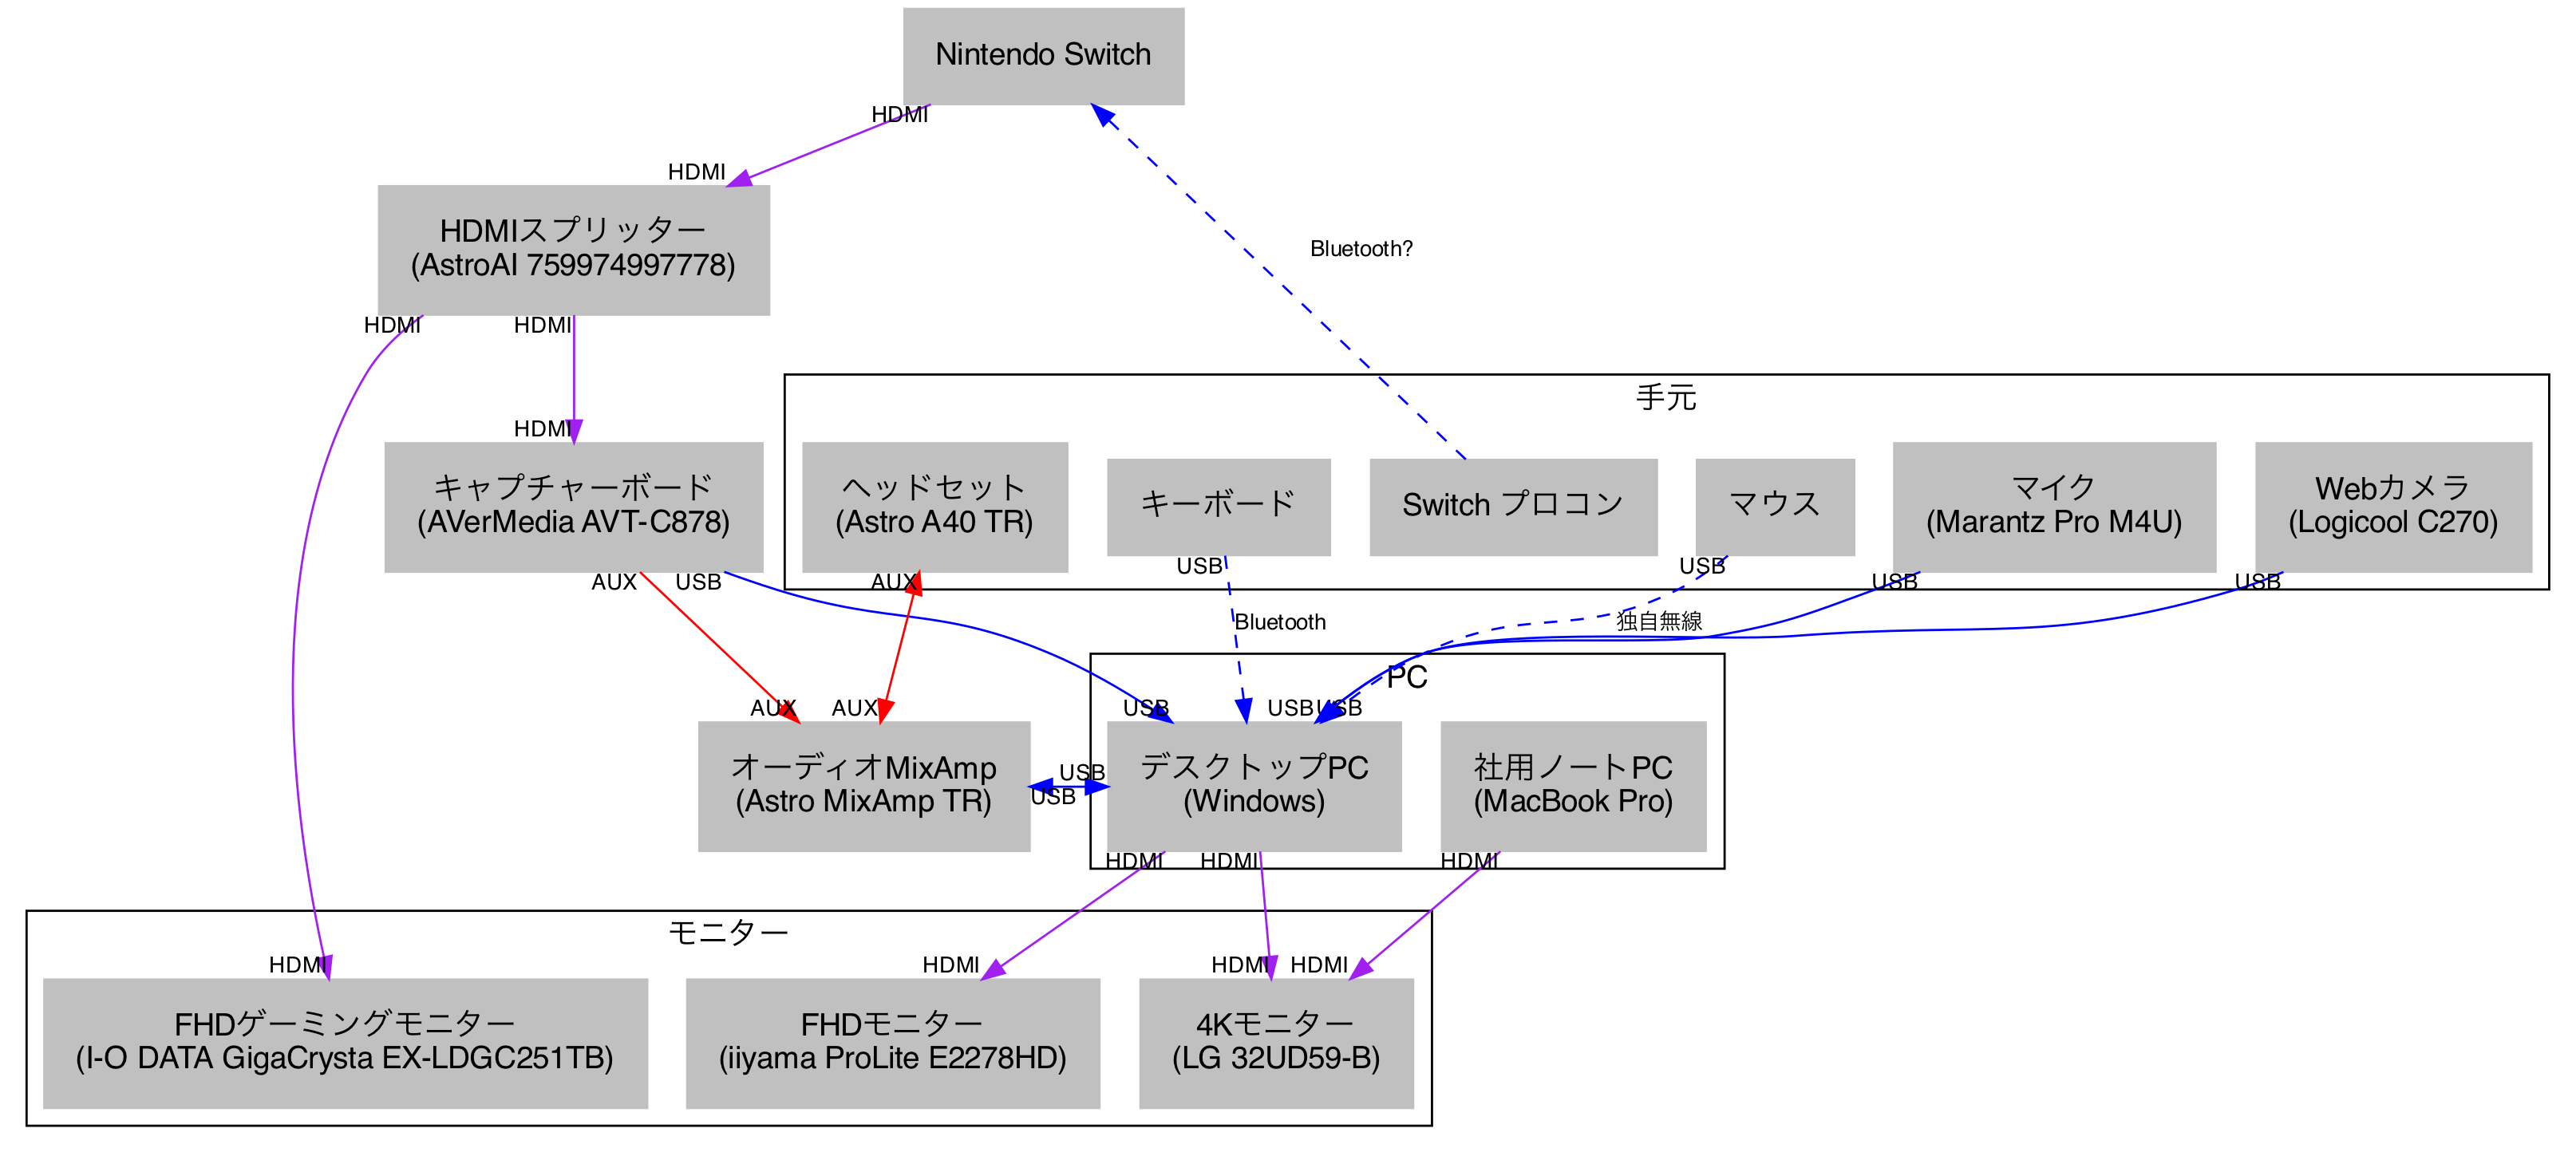 Nintendo Switch
HDMI
HDMI
HDMIスプリッター
(AstroAI 759974997778)
Bluetooth?
HDMI
HDMI
手元
HDMI
キャプチャーボード
(AVerMedia AVT-C878)
ヘッドセット
(Astro A40 TR)
キーボード
Switch プロコン
マウス
マイク
(Marantz Pro M4U)
Webカメラ
(Logicool C270)
AUX
USB
AUX
USB
USB
USB
USB
Bluetooth
独自無線
PC
AUX
AUX
USB
USB
USB
オーディオMixAmp
(Astro MixAmp TR)
USB
USB
デスクトップPC
(Windows)
社用ノートPC
(MacBook Pro)
HDMI
HDMI
HDMI
モニター
HDMI
HDMI
HDMI
HDMI
FHDゲーミングモニター
(I-O DATA GigaCrysta EX-LDGC251TB)
FHDモニター
(iiyama ProLite E2278HD)
4Kモニター
(LG 32UD59-B)